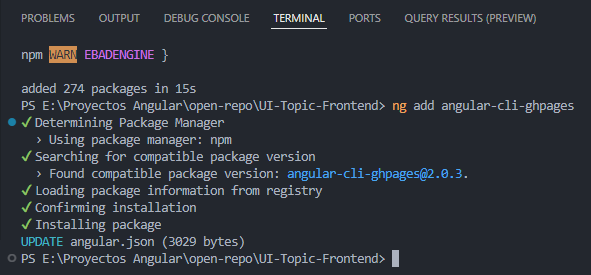 PROBLEMS OUTPUT DEBUG CONSOLE TERMINAL PORTS QUERY RESULTS (PREVIEW)
npm WARN EBADENGINE }
added 274 packages in 15s
PS E:\Proyectos Angular\open-repo\UI-Topic-Frontend> ng add angular-cli-ghpages
✓ Determining Package Manager
› Using package manager: npm
✓ Searching for compatible package version
› Found compatible package version: angular-cli-ghpages@2.0.3.
✓ Loading package information from registry
✓ Confirming installation
✓ Installing package
UPDATE angular.json (3029 bytes)
PS E:\Proyectos Angular\open-repo\UI-Topic-Frontend>